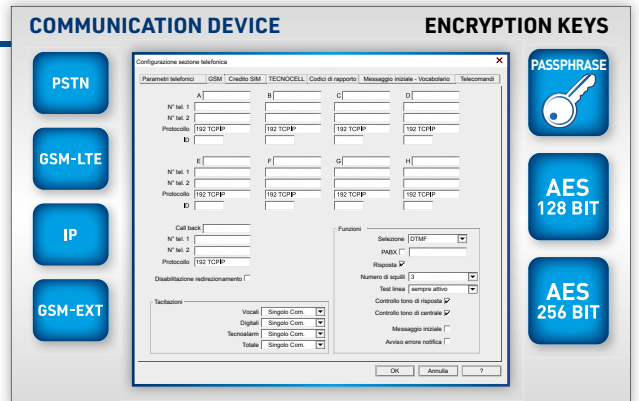 COMMUNICATION DEVICE
ENCRYPTION KEYS
PSTN
GSM-LTE
IP
GSM-EXT
Configurazione sezione telefonica
X
Parametri telefonici GSM Credito SIM TECNOCELL Codici di rapporto Messaggio iniziale - Vocabolario Telecomandi
A B C D
N° tel. 1
N° tel. 2
Protocollo 192 TCPIP 192 TCPIP 192 TCPIP 192 TCPIP
ID
E F G H
N° tel. 1
N° tel. 2
Protocollo 192 TCPIP 192 TCPIP 192 TCPIP 192 TCPIP
ID
Call back
N° tel. 1
N° tel. 2
Protocollo 192 TCPIP
Disabilitazione redirezionamento
Tacitazioni
Vocali Singolo Com.
Digitali Singolo Com.
Tecnoalarm Singolo Com.
Totale Singolo Com.
Funzioni
Selezione DTMF
PABX
Risposta
Numero di squilli 3
Test linea sempre attivo
Controllo tono di risposta
Controllo tono di centrale
Messaggio iniziale
Avviso errore notifica
OK Annulla ?
PASSPHRASE
AES
128 BIT
AES
256 BIT